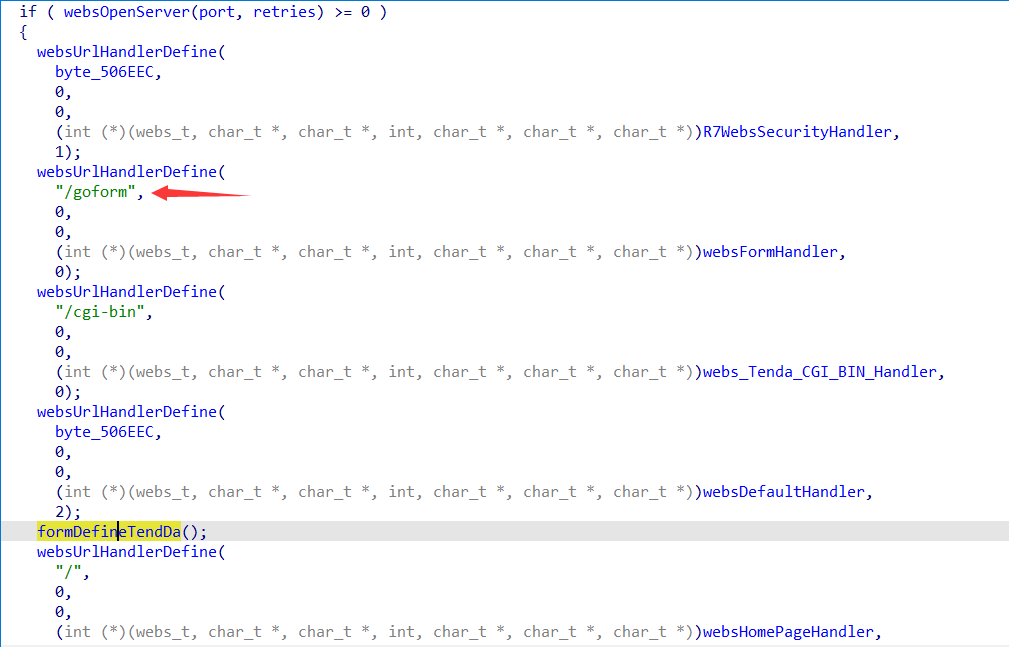 if ( websOpenServer(port, retries) >= 0 )
{
websUrlHandlerDefine(
byte_506EEC,
0,
0,
(int (*)(webs_t, char_t *, char_t *, int, char_t *, char_t *, char_t *))R7WebsSecurityHandler,
1);
websUrlHandlerDefine(
"/goform",
0,
0,
(int (*)(webs_t, char_t *, char_t *, int, char_t *, char_t *, char_t *))websFormHandler,
0);
websUrlHandlerDefine(
"/cgi-bin",
0,
0,
(int (*)(webs_t, char_t *, char_t *, int, char_t *, char_t *, char_t *))webs_Tenda_CGI_BIN_Handler,
0);
websUrlHandlerDefine(
byte_506EEC,
0,
0,
(int (*)(webs_t, char_t *, char_t *, int, char_t *, char_t *, char_t *))websDefaultHandler,
2);
formDefineTendDa();
websUrlHandlerDefine(
"/",
0,
0,
(int (*)(webs_t, char_t *, char_t *, int, char_t *, char_t *, char_t *))websHomePageHandler,